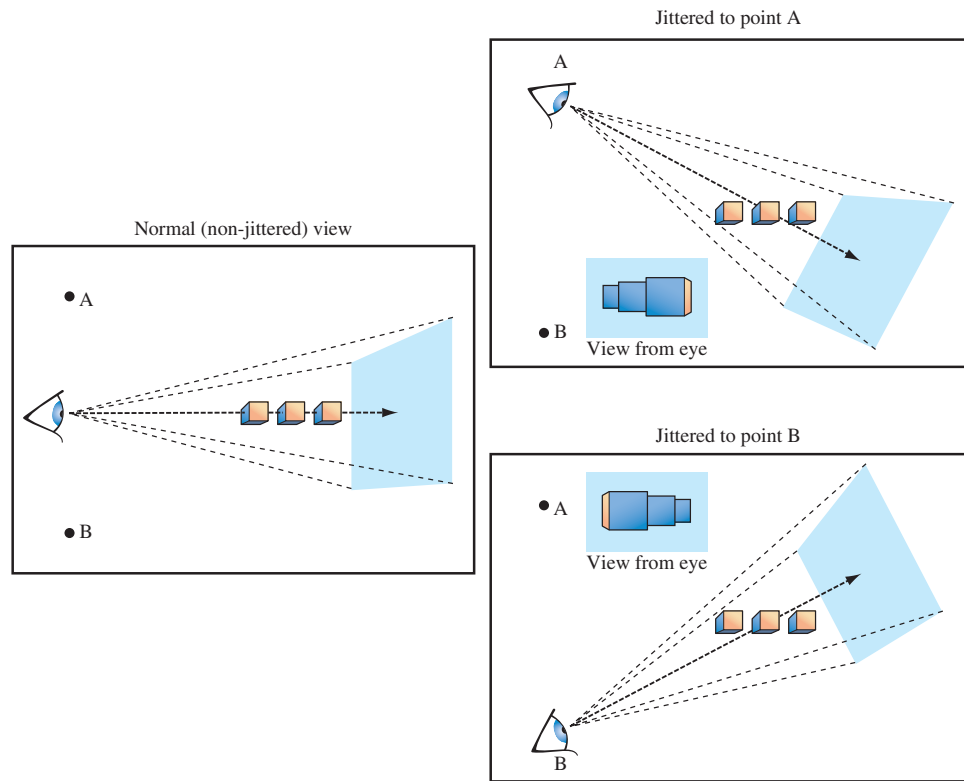 Normal (non-jittered) view
A
B
Jittered to point A
A
B
View from eye
Jittered to point B
A
View from eye
B